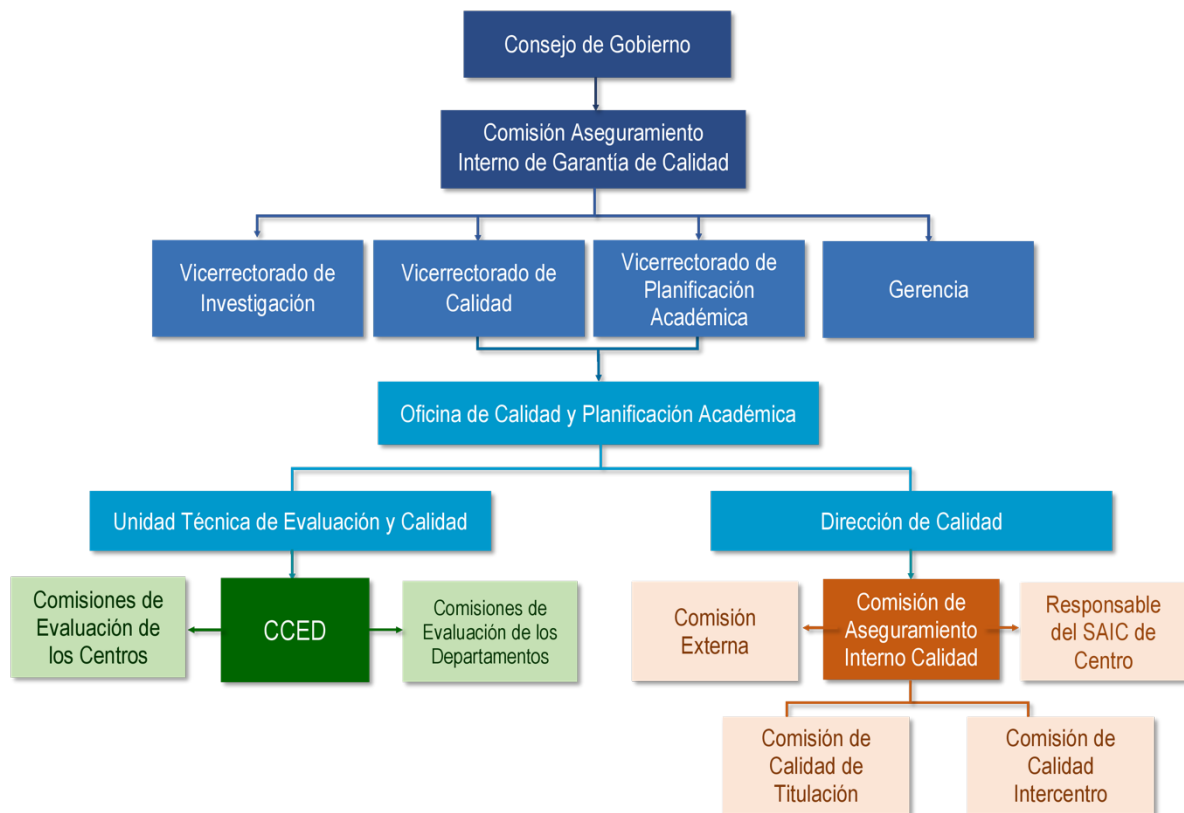 Consejo de Gobierno
Comisión Aseguramiento
Interno de Garantía de Calidad
Vicerrectorado de
Investigación
Vicerrectorado de
Calidad
Vicerrectorado de
Planificación
Académica
Gerencia
Oficina de Calidad y Planificación Académica
Unidad Técnica de Evaluación y Calidad
Dirección de Calidad
Comisiones de
Evaluación de
los Centros
CCED
Comisiones de
Evaluación de los
Departamentos
Comisión
Externa
Comisión de
Aseguramiento
Interno Calidad
Responsable
del SAIC de
Centro
Comisión de
Calidad de
Titulación
Comisión de
Calidad
Intercentro